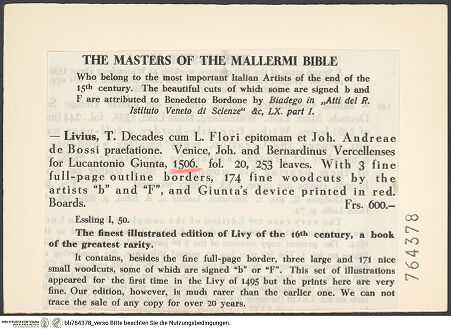 THE MASTERS OF THE MALLERMI BIBLE
Who belong to the most important Italian Artists of the end of the
15th century. The beautiful cuts of which some are signed b and
F are attributed to Benedetto Bordone by Biadego in „Atti del R.
Istituto Veneto di Scienze“ &c, LX. part I.
— Livius, T. Decades cum L. Flori epitomam et Joh. Andreae
de Bossi praefatione. Venice, Joh. and Bernardinus Vercellenses
for Lucantonio Giunta, 1506. fol. 20, 253 leaves. With 3 fine
full-page outline borders, 174 fine woodcuts by the
artists “b” and “F”, and Giunta's device printed in red.
Boards. Frs. 600.—
Essling I, 50.
The finest illustrated edition of Livy of the 16th century, a book
of the greatest rarity.
It contains, besides the fine full-page border, three large and 171 nice
small woodcuts, some of which are signed “b” or “F”. This set of illustrations
appeared for the first time in the Livy of 1495 but the prints here are very
fine. Our edition, however, is much rarer than the earlier one. We can not
trace the sale of any copy for over 20 years.
764378
bh764378_verso Bitte beachten Sie die Nutzungsbedingungen.